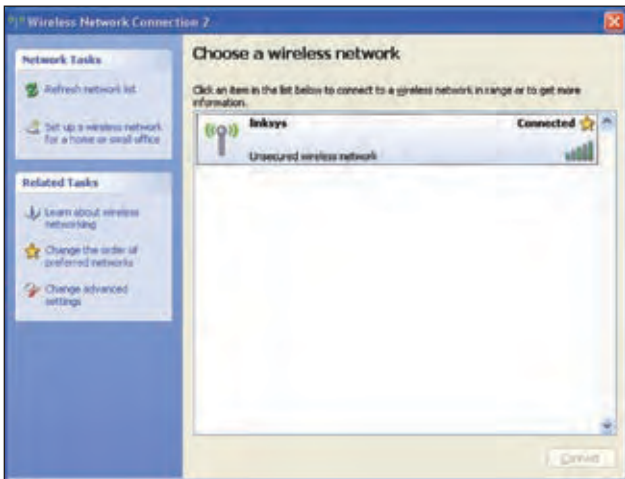 Wireless Network Connection 2
Network Tasks
Refresh network list
Set up a wireless network
for a home or small office
Related Tasks
Learn about wireless
networking
Change the order of
preferred networks
Change advanced
settings
Choose a wireless network
Click an item in the list below to connect to a wireless network in range or to get more
information.
linksys
Connected
Unsecured wireless network
Connect